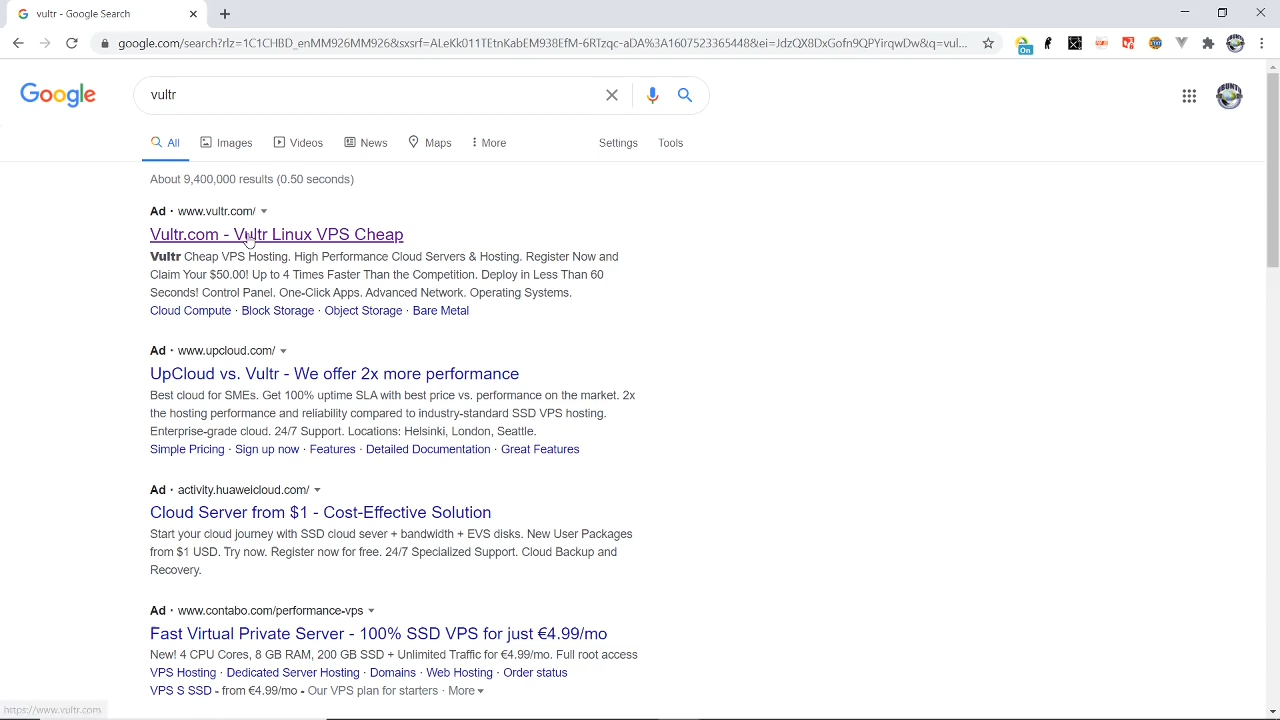 vultr - Google Search
google.com/search?rlz=1C1CHBD_enMM926MM926&sxsrf=ALeKk011TEtnKabEM938EfM-6RTzqc-aDA%3A1607523365448&ei=JdzQX8DxGofn9QPYirqwDw&q=vul...
On
Google
vultr
All
Images
Videos
News
Maps
More
Settings
Tools
About 9,400,000 results (0.50 seconds)
Ad · www.vultr.com/
Vultr.com - Vultr Linux VPS Cheap
Vultr Cheap VPS Hosting. High Performance Cloud Servers & Hosting. Register Now and
Claim Your $50.00! Up to 4 Times Faster Than the Competition. Deploy in Less Than 60
Seconds! Control Panel. One-Click Apps. Advanced Network. Operating Systems.
Cloud Compute · Block Storage · Object Storage · Bare Metal
Ad · www.upcloud.com/
UpCloud vs. Vultr - We offer 2x more performance
Best cloud for SMEs. Get 100% uptime SLA with best price vs. performance on the market. 2x
the hosting performance and reliability compared to industry-standard SSD VPS hosting.
Enterprise-grade cloud. 24/7 Support. Locations: Helsinki, London, Seattle.
Simple Pricing · Sign up now · Features · Detailed Documentation · Great Features
Ad · activity.huaweicloud.com/
Cloud Server from $1 - Cost-Effective Solution
Start your cloud journey with SSD cloud sever + bandwidth + EVS disks. New User Packages
from $1 USD. Try now. Register now for free. 24/7 Specialized Support. Cloud Backup and
Recovery.
Ad · www.contabo.com/performance-vps
Fast Virtual Private Server - 100% SSD VPS for just €4.99/mo
New! 4 CPU Cores, 8 GB RAM, 200 GB SSD + Unlimited Traffic for €4.99/mo. Full root access
VPS Hosting · Dedicated Server Hosting · Domains · Web Hosting · Order status
VPS S SSD - from €4.99/mo - Our VPS plan for starters · More
https://www.vultr.com